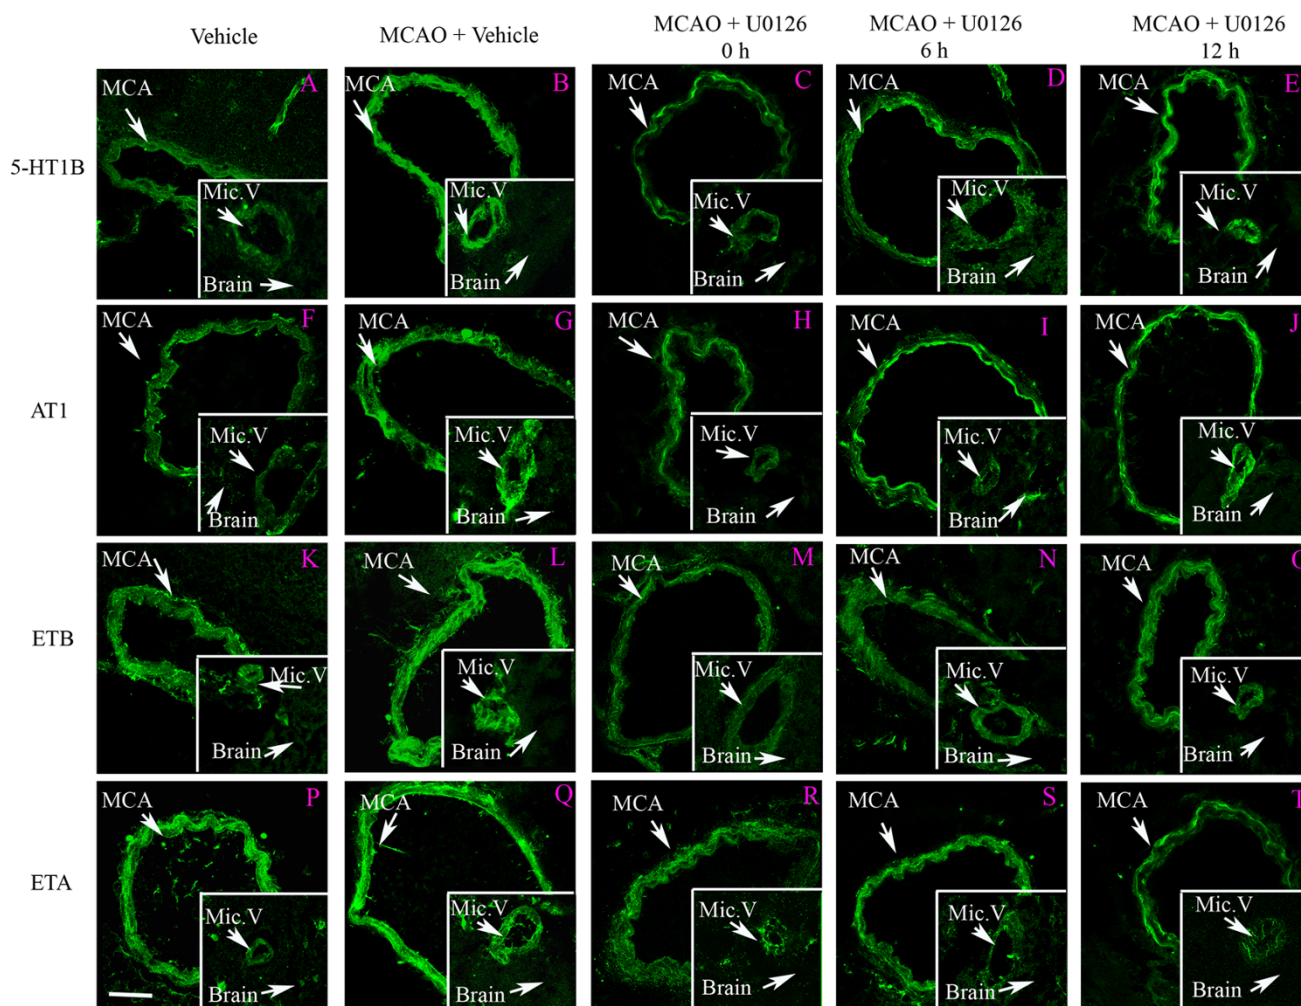 Vehicle
MCAO + Vehicle
MCAO + U0126
0 h
MCAO + U0126
6 h
MCAO + U0126
12 h
5-HT1B
MCA
A
Mic.V
Brain
MCA
B
Mic.V
Brain
MCA
C
Mic.V
Brain
MCA
D
Mic.V
Brain
MCA
E
Mic.V
Brain
AT1
MCA
F
Mic.V
Brain
MCA
G
Mic.V
Brain
MCA
H
Mic.V
Brain
MCA
I
Mic.V
Brain
MCA
J
Mic.V
Brain
ETB
MCA
K
Mic.V
Brain
MCA
L
Mic.V
Brain
MCA
M
Mic.V
Brain
MCA
N
Mic.V
Brain
MCA
O
Mic.V
Brain
ETA
MCA
P
Mic.V
Brain
MCA
Q
Mic.V
Brain
MCA
R
Mic.V
Brain
MCA
S
Mic.V
Brain
MCA
T
Mic.V
Brain